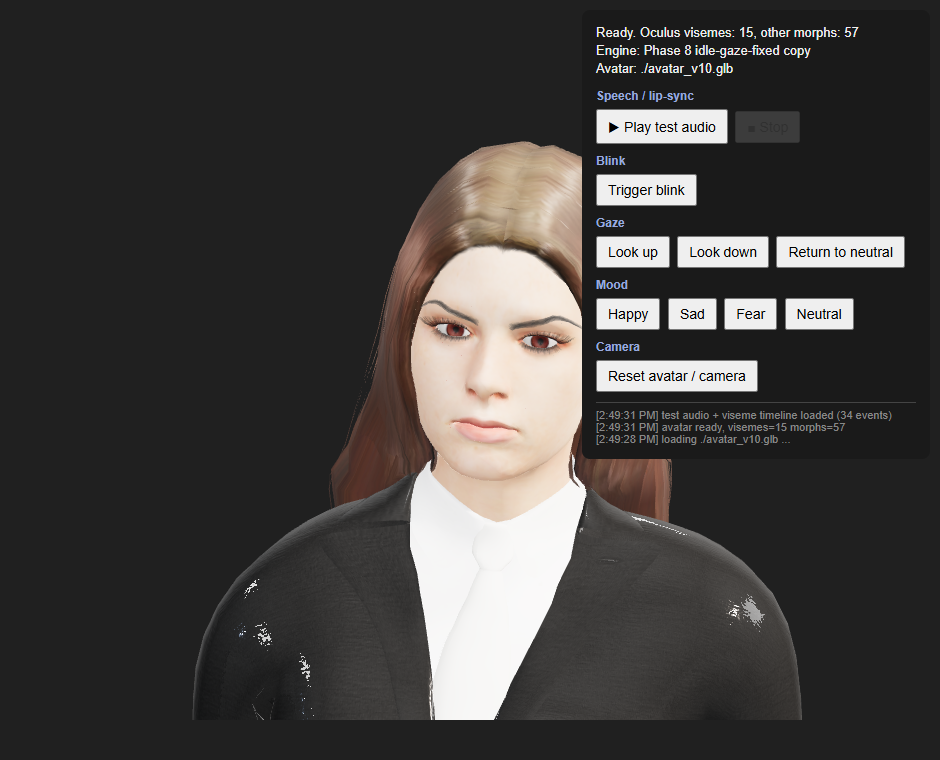 Ready. Oculus visemes: 15, other morphs: 57
Engine: Phase 8 idle-gaze-fixed copy
Avatar: ./avatar_v10.glb
Speech / lip-sync
▶ Play test audio ■ Stop
Blink
Trigger blink
Gaze
Look up Look down Return to neutral
Mood
Happy Sad Fear Neutral
Camera
Reset avatar / camera
[2:49:31 PM] test audio + viseme timeline loaded (34 events)
[2:49:31 PM] avatar ready, visemes=15 morphs=57
[2:49:28 PM] loading ./avatar_v10.glb ...